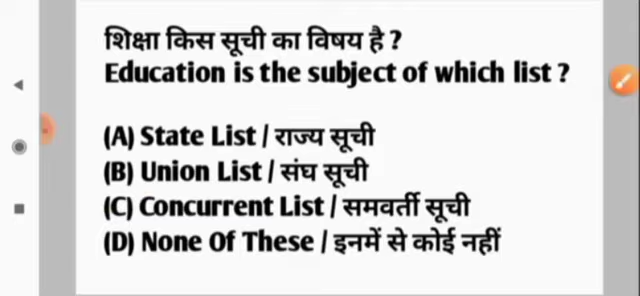 शिक्षा किस सूची का विषय है ?
Education is the subject of which list ?
(A) State List / राज्य सूची
(B) Union List / संघ सूची
(C) Concurrent List / समवर्ती सूची
(D) None Of These / इनमें से कोई नहीं